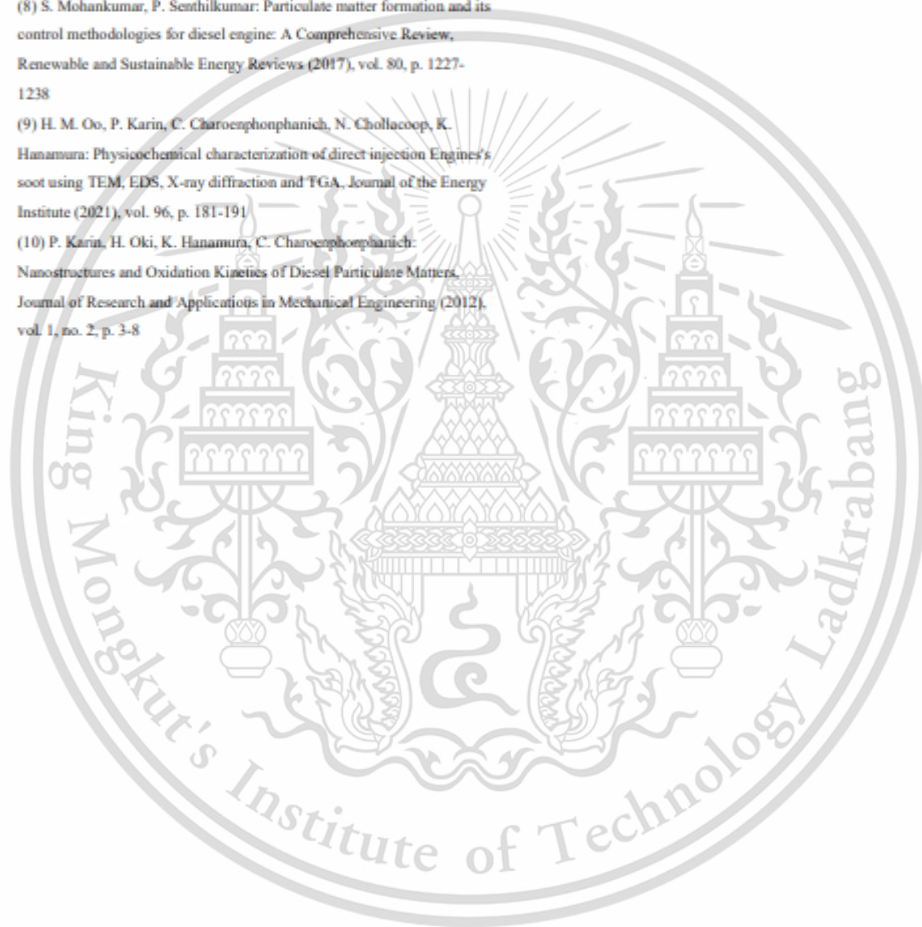 (8) S. Mohankumar, P. Senthilkumar: Particulate matter formation and its
control methodologies for diesel engine: A Comprehensive Review,
Renewable and Sustainable Energy Reviews (2017), vol. 80, p. 1227-
1238
(9) H. M. Oo, P. Karin, C. Charoenphonphanich, N. Chollacoop, K.
Hanamura: Physicochemical characterization of direct injection Engines's
soot using TEM, EDS, X-ray diffraction and TGA, Journal of the Energy
Institute (2021), vol. 96, p. 181-191
(10) P. Karin, H. Oki, K. Hanamura, C. Charoenphonphanich:
Nanostructures and Oxidation Kinetics of Diesel Particulate Matters,
Journal of Research and Applications in Mechanical Engineering (2012),
vol. 1, no. 2, p. 3-8
King Mongkut's Institute of Technology Ladkrabang